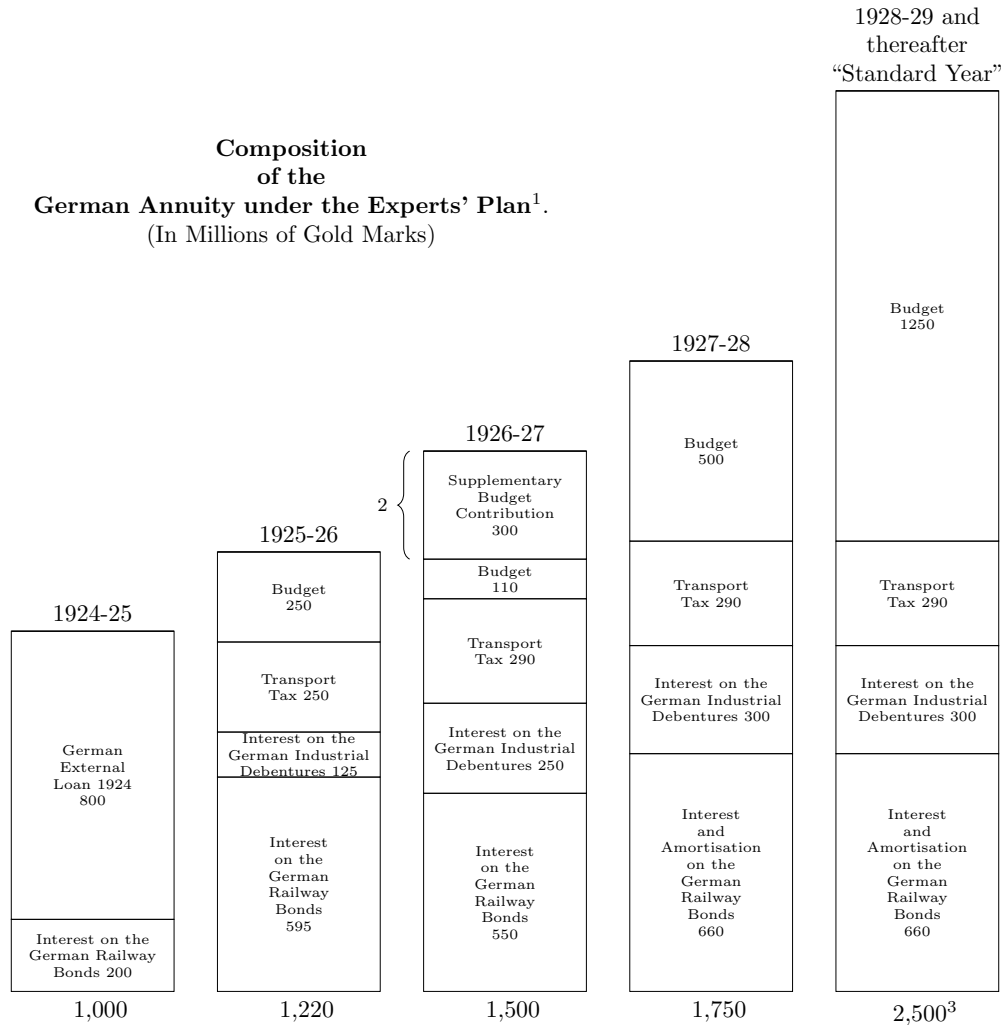 Composition
of the
German Annuity under the Experts' Plan¹.
(In Millions of Gold Marks)
1924-25
German
External
Loan 1924
800
Interest on the
German Railway
Bonds 200
1,000
1925-26
Budget
250
Transport
Tax 250
Interest on the
German Industrial
Debentures 125
Interest
on the
German
Railway
Bonds
595
1,220
1926-27
2
Supplementary
Budget
Contribution
300
Budget
110
Transport
Tax 290
Interest on the
German Industrial
Debentures 250
Interest
on the
German
Railway
Bonds
550
1,500
1927-28
Budget
500
Transport
Tax 290
Interest on the
German Industrial
Debentures 300
Interest
and
Amortisation
on the
German
Railway
Bonds
660
1,750
1928-29 and
thereafter
“Standard Year”
Budget
1250
Transport
Tax 290
Interest on the
German Industrial
Debentures 300
Interest
and
Amortisation
on the
German
Railway
Bonds
660
2,500³